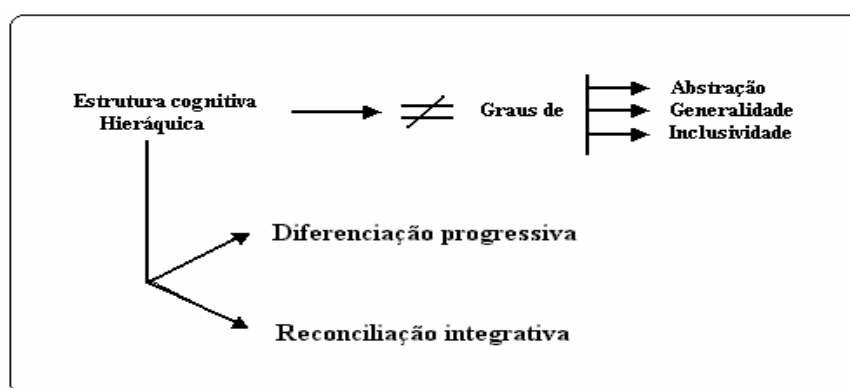 Estrutura cognitiva
Hieráquica
≠
Graus de
Abstração
Generalidade
Inclusividade
Diferenciação progressiva
Reconciliação integrativa